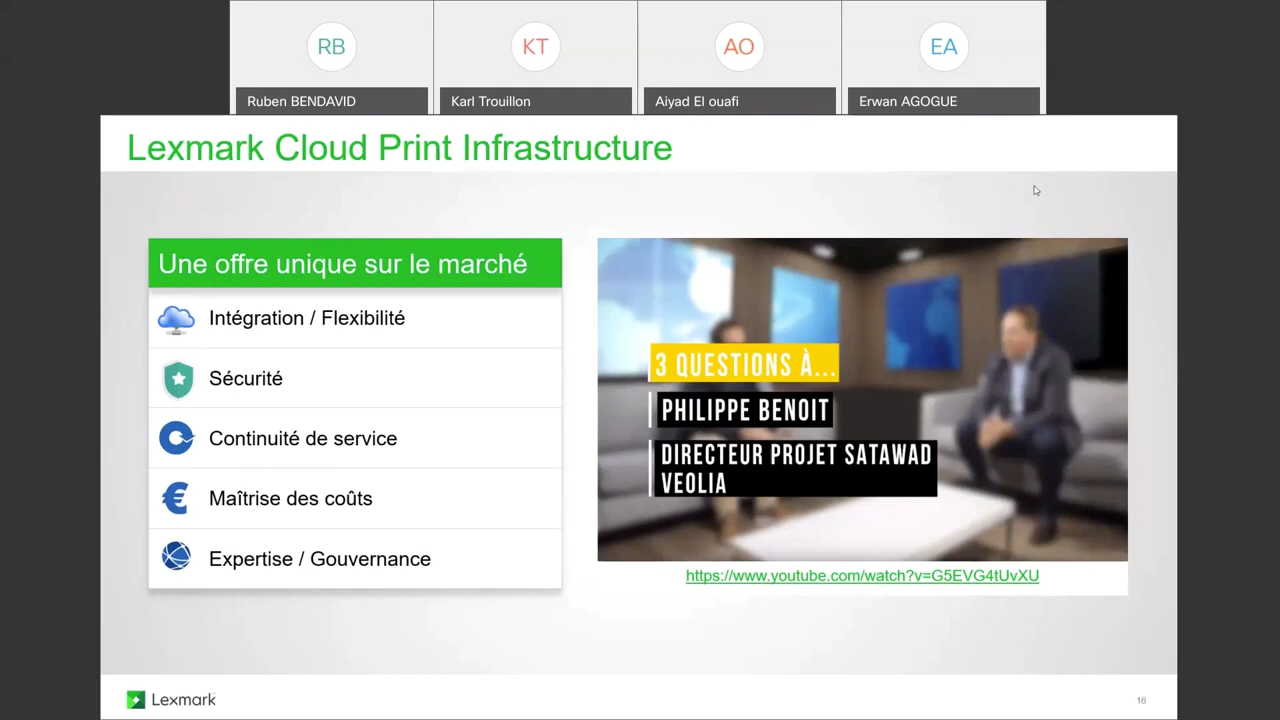 RB
KT
AO
EA
Ruben BENDAVID
Karl Trouillon
Aiyad El ouafi
Erwan AGOGUE
Lexmark Cloud Print Infrastructure
Une offre unique sur le marché
Intégration / Flexibilité
Sécurité
Continuité de service
Maîtrise des coûts
Expertise / Gouvernance
3 QUESTIONS À...
PHILIPPE BENOIT
DIRECTEUR PROJET SATAWAD
VEOLIA
https://www.youtube.com/watch?v=G5EVG4tUvXU
Lexmark
16